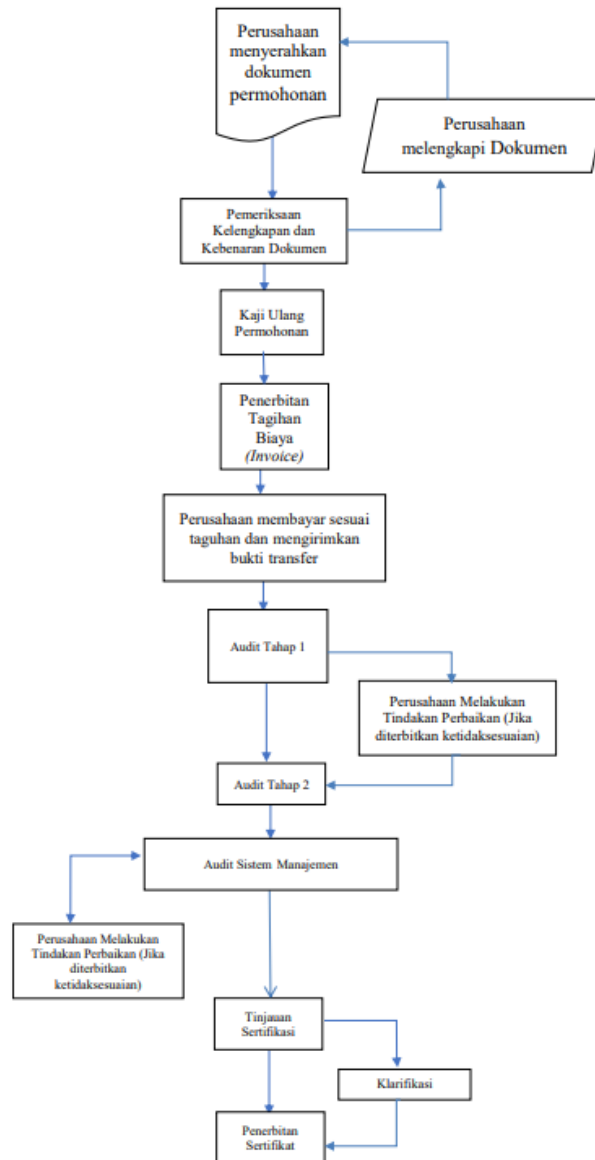 Perusahaan
menyerahkan
dokumen
permohonan
Perusahaan
melengkapi Dokumen
Pemeriksaan
Kelengkapan dan
Kebenaran Dokumen
Kaji Ulang
Permohonan
Penerbitan
Tagihan
Biaya
(Invoice)
Perusahaan membayar sesuai
taguhan dan mengirimkan
bukti transfer
Audit Tahap 1
Perusahaan Melakukan
Tindakan Perbaikan (Jika
diterbitkan ketidaksesuaian)
Audit Tahap 2
Audit Sistem Manajemen
Perusahaan Melakukan
Tindakan Perbaikan (Jika
diterbitkan
ketidaksesuaian)
Tinjauan
Sertifikasi
Klarifikasi
Penerbitan
Sertifikat